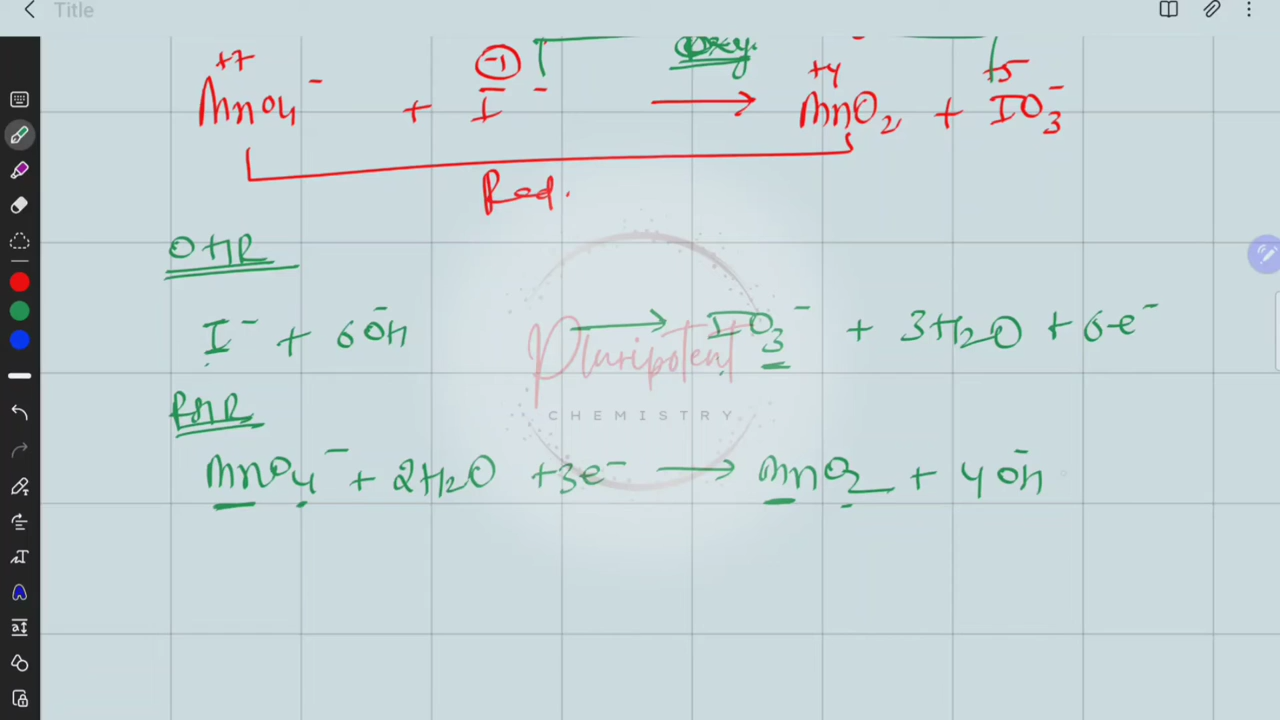 Title
Oxy.
+7 -1 +4 +5
MnO4⁻ + I⁻ → MnO2 + IO3⁻
Red.
OHR
I⁻ + 6OH⁻ → IO3⁻ + 3H2O + 6e⁻
Pluripotent
CHEMISTRY
RHR
MnO4⁻ + 2H2O + 3e⁻ → MnO2 + 4OH⁻